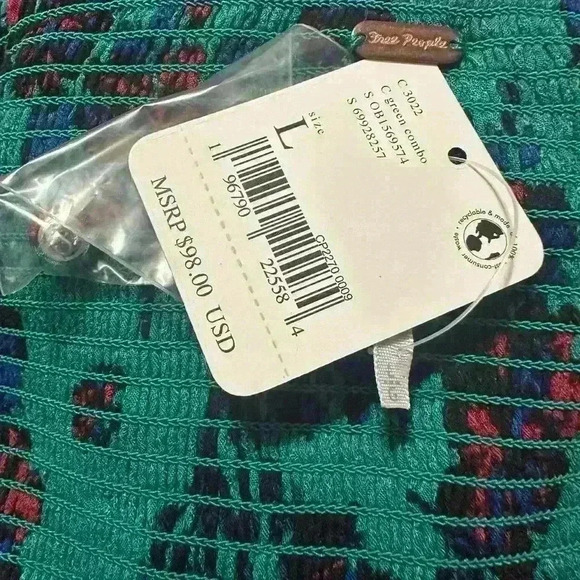 Free People
C 3022
C green combo
S OB1569574
S 69928257
size
L
CP2270 0009
1 96790 22558 4
MSRP $98.00 USD
recyclable & made
100%
post-consumer waste